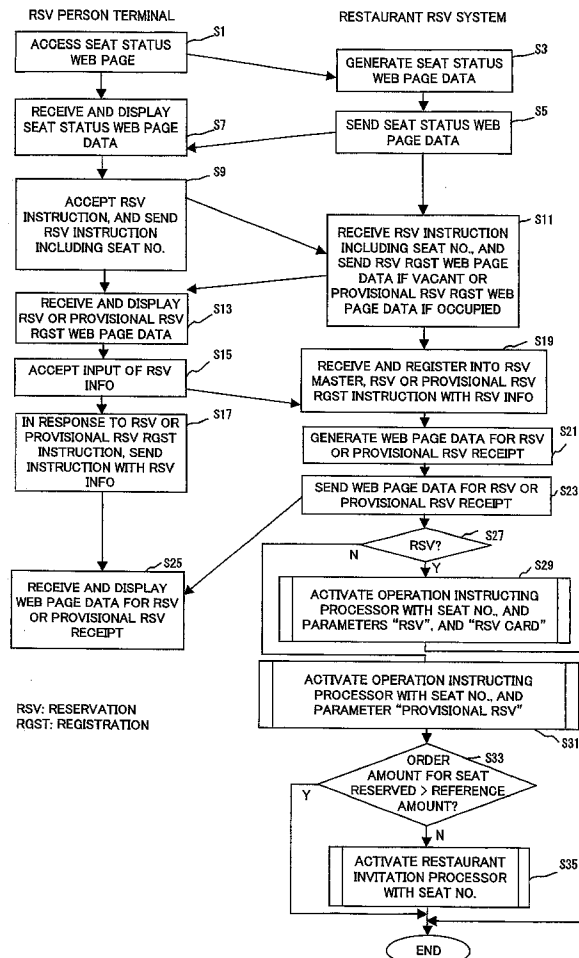 RSV PERSON TERMINAL
RESTAURANT RSV SYSTEM
S1
ACCESS SEAT STATUS
WEB PAGE
S3
GENERATE SEAT STATUS
WEB PAGE DATA
S7
RECEIVE AND DISPLAY
SEAT STATUS WEB PAGE
DATA
S5
SEND SEAT STATUS WEB
PAGE DATA
S9
ACCEPT RSV
INSTRUCTION, AND SEND
RSV INSTRUCTION
INCLUDING SEAT NO.
S11
RECEIVE RSV INSTRUCTION
INCLUDING SEAT NO., AND
SEND RSV RGST WEB PAGE
DATA IF VACANT OR
PROVISIONAL RSV RGST WEB
PAGE DATA IF OCCUPIED
RECEIVE AND DISPLAY
RSV OR PROVISIONAL RSV
RGST WEB PAGE DATA
S13
S15
ACCEPT INPUT OF RSV
INFO
S19
RECEIVE AND REGISTER INTO RSV
MASTER, RSV OR PROVISIONAL RSV
RGST INSTRUCTION WITH RSV INFO
S17
IN RESPONSE TO RSV OR
PROVISIONAL RSV RGST
INSTRUCTION, SEND
INSTRUCTION WITH RSV
INFO
GENERATE WEB PAGE DATA FOR RSV
OR PROVISIONAL RSV RECEIPT
S21
SEND WEB PAGE DATA FOR RSV OR
PROVISIONAL RSV RECEIPT
S23
S27
RSV?
N
Y
S25
RECEIVE AND DISPLAY
WEB PAGE DATA FOR RSV
OR PROVISIONAL RSV
RECEIPT
S29
ACTIVATE OPERATION INSTRUCTING
PROCESSOR WITH SEAT NO., AND
PARAMETERS "RSV", AND "RSV CARD"
ACTIVATE OPERATION INSTRUCTING
PROCESSOR WITH SEAT NO., AND
PARAMETER "PROVISIONAL RSV"
S31
RSV: RESERVATION
RGST: REGISTRATION
S33
ORDER
AMOUNT FOR SEAT
RESERVED > REFERENCE
AMOUNT?
Y
N
ACTIVATE RESTAURANT
INVITATION PROCESSOR
WITH SEAT NO.
S35
END